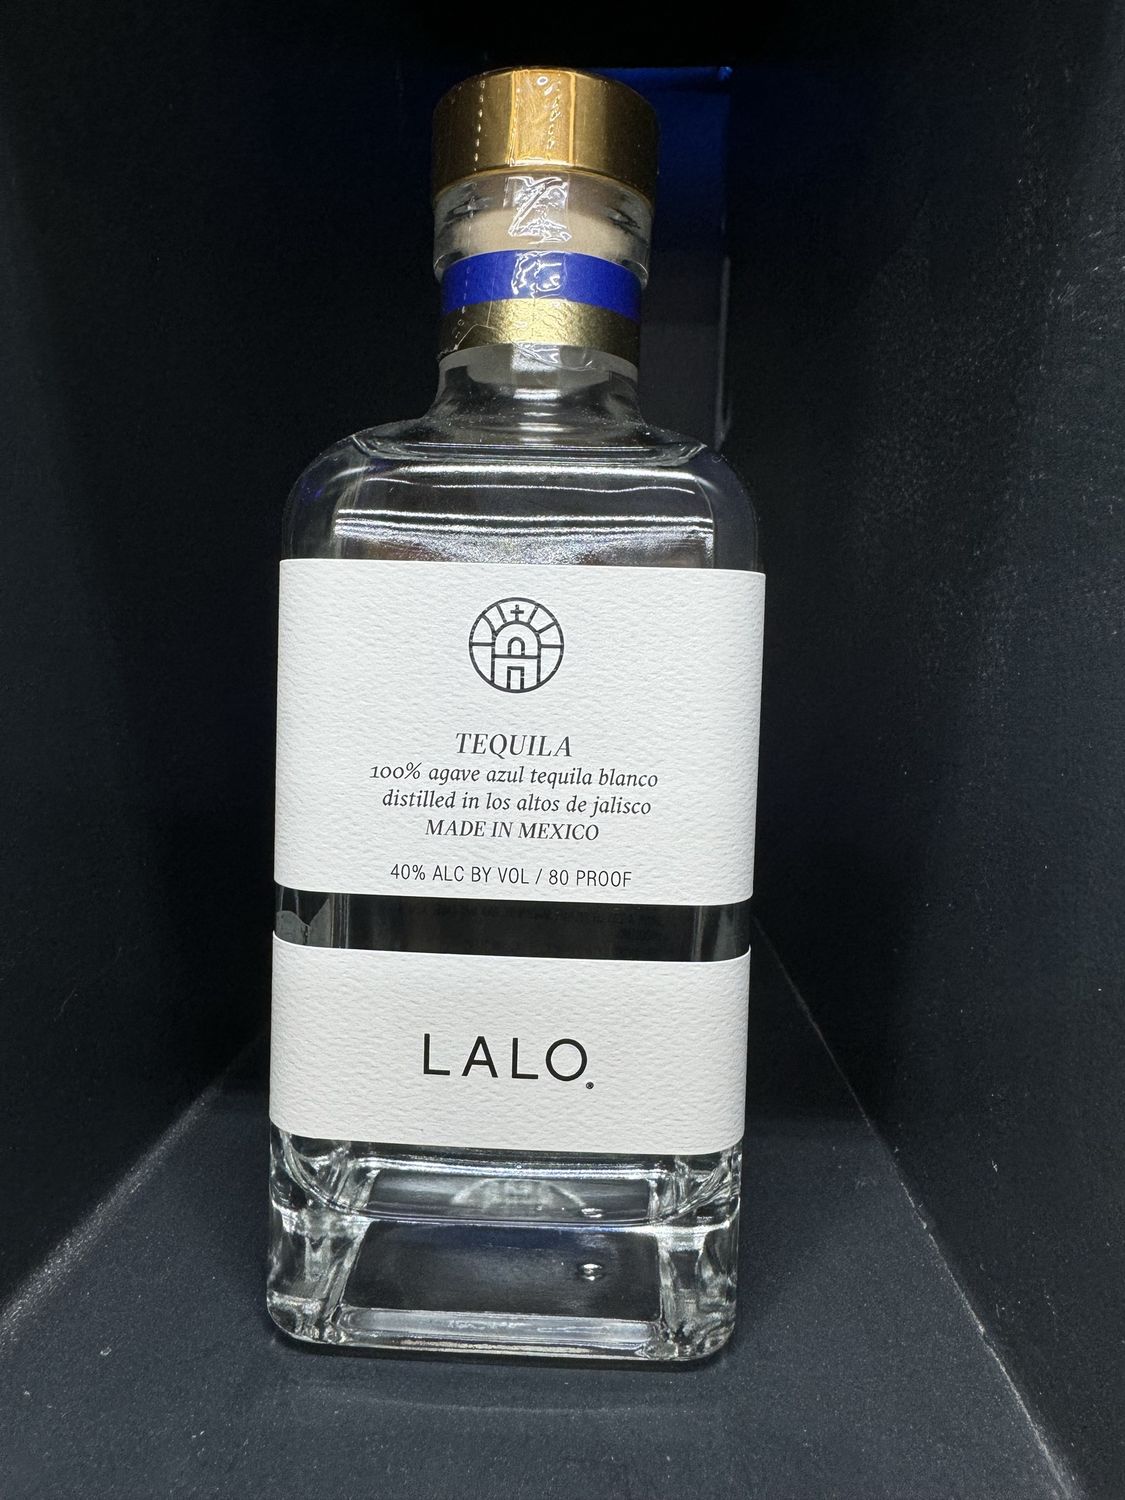 TEQUILA
100% agave azul tequila blanco
distilled in los altos de jalisco
MADE IN MEXICO
40% ALC BY VOL / 80 PROOF
LALO®